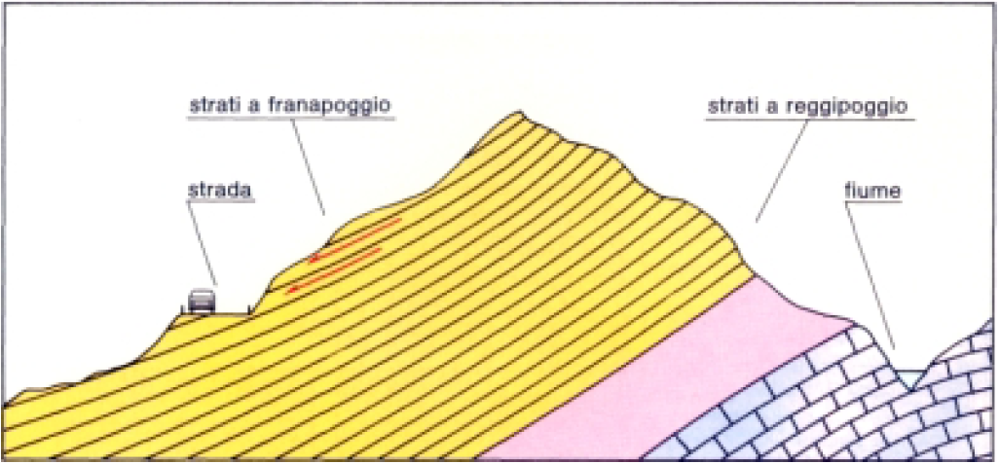 strati a franapoggio
strati a reggipoggio
strada
fiume